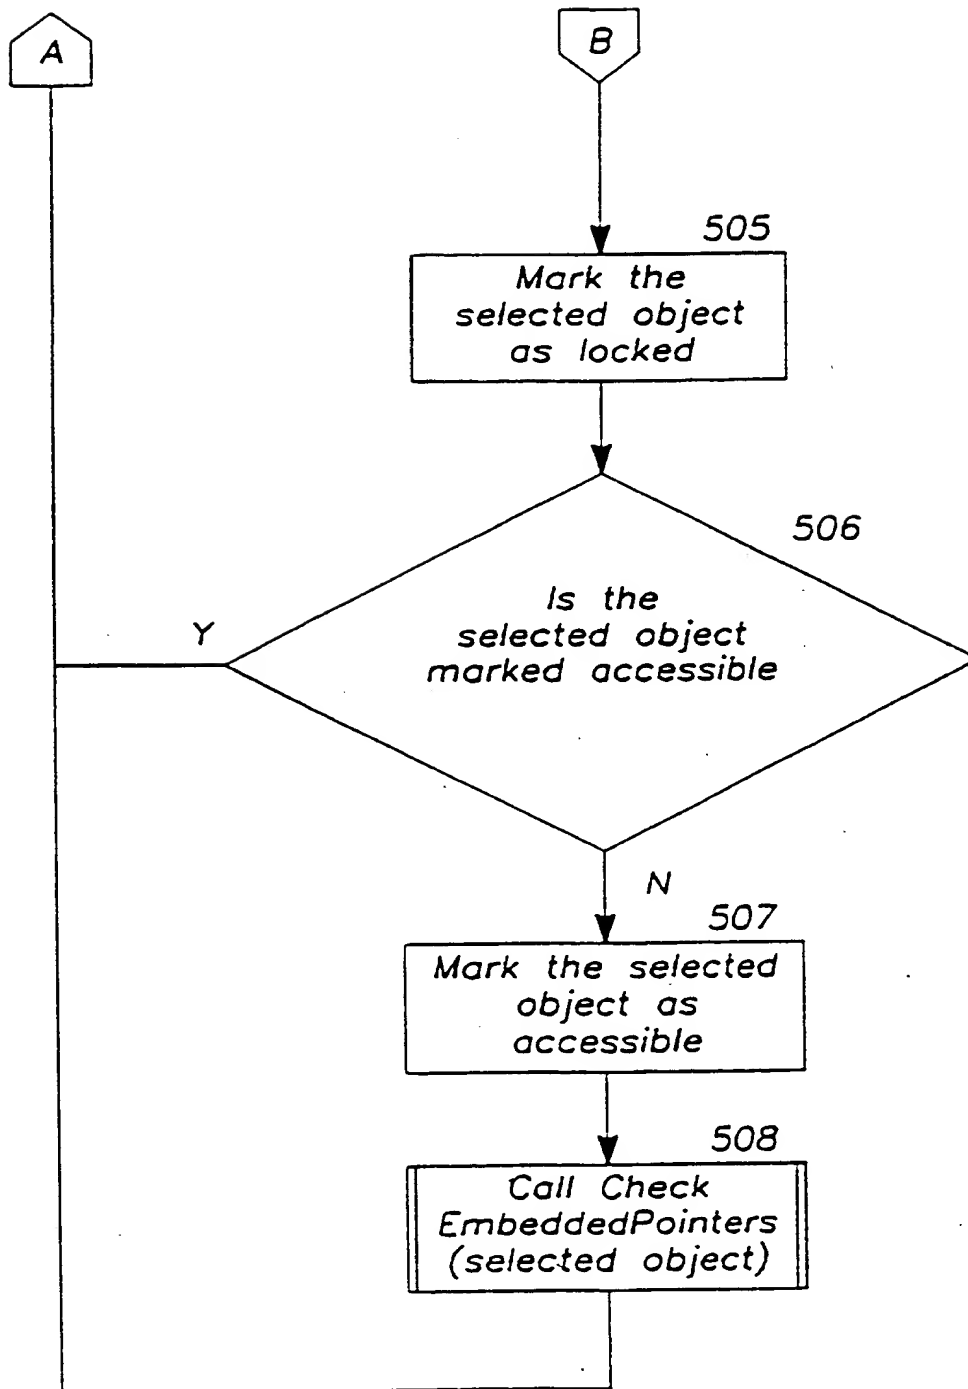 A
B
505
Mark the
selected object
as locked
506
Is the
selected object
marked accessible
Y
N
507
Mark the selected
object as
accessible
508
Call Check
EmbeddedPointers
(selected object)